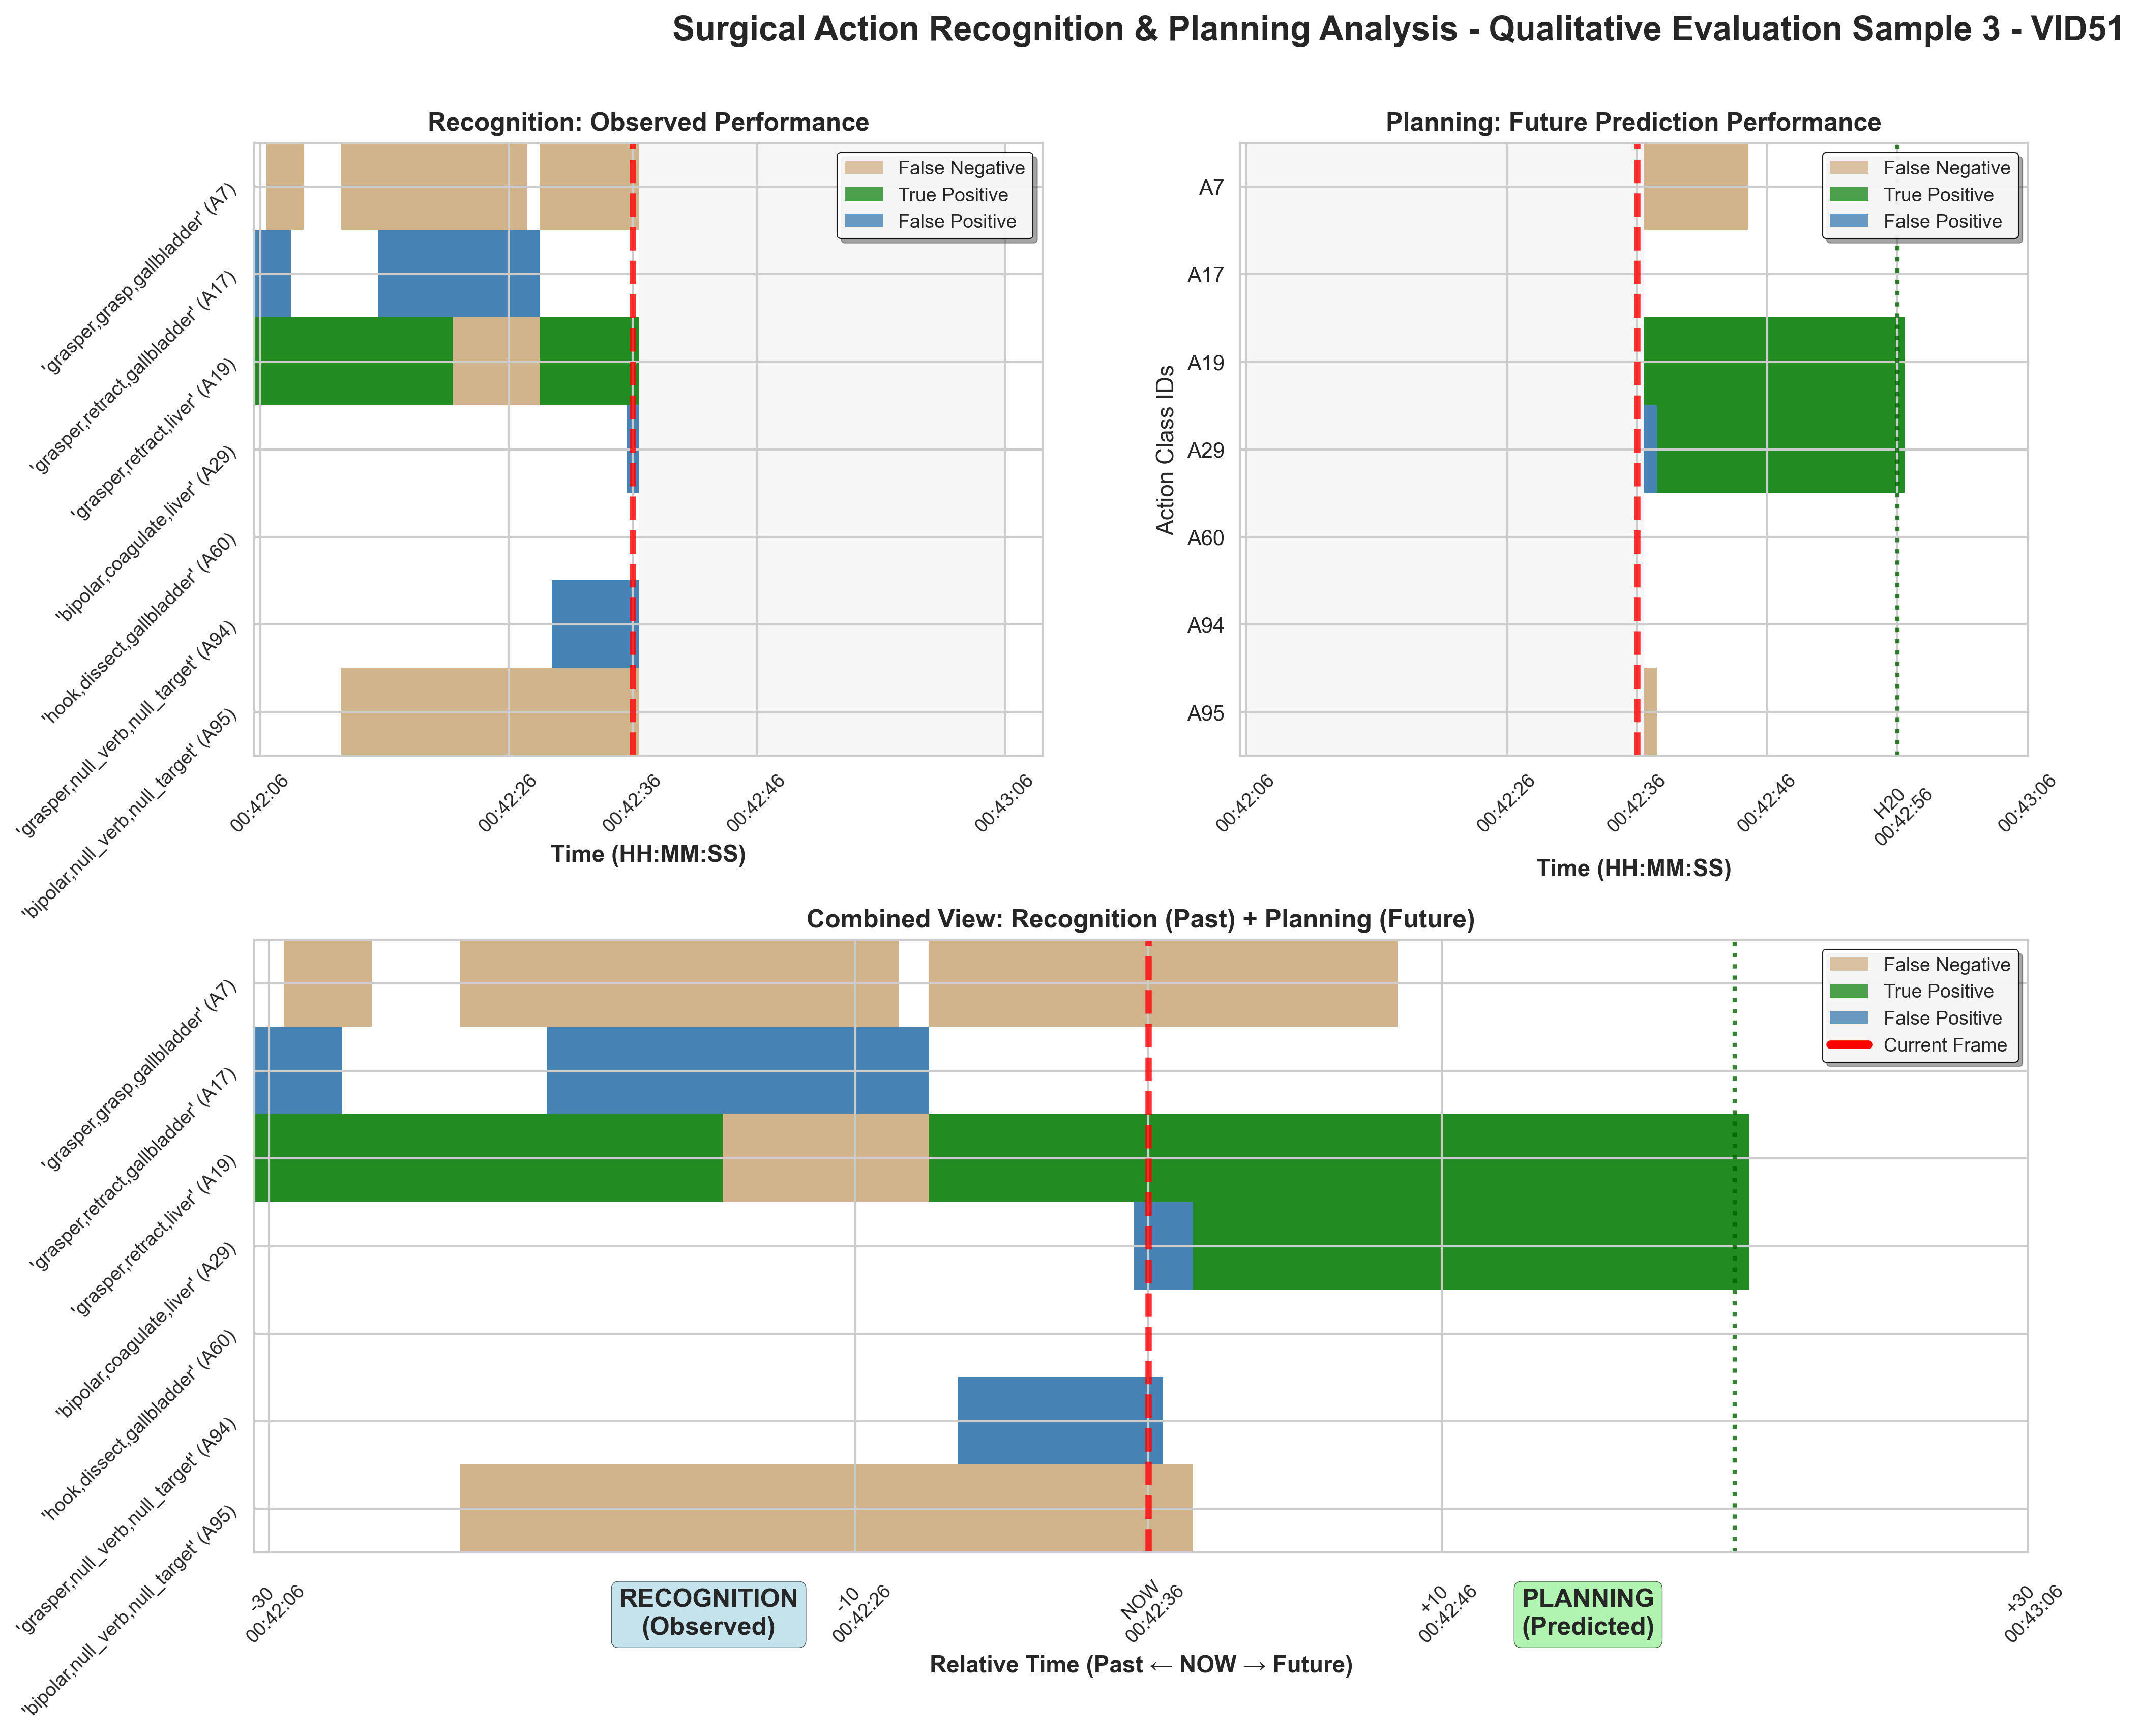 Surgical Action Recognition & Planning Analysis - Qualitative Evaluation Sample 3 - VID51
Recognition: Observed Performance
False Negative
True Positive
False Positive
'grasper,grasp,gallbladder' (A7)
'grasper,retract,gallbladder' (A17)
'grasper,retract,liver' (A19)
'bipolar,coagulate,liver' (A29)
'hook,dissect,gallbladder' (A60)
'grasper,null_verb,null_target' (A94)
'bipolar,null_verb,null_target' (A95)
00:42:06
00:42:26
00:42:36
00:42:46
00:43:06
Time (HH:MM:SS)
Planning: Future Prediction Performance
False Negative
True Positive
False Positive
Action Class IDs
A7
A17
A19
A29
A60
A94
A95
00:42:06
00:42:26
00:42:36
00:42:46
H20
00:42:56
00:43:06
Time (HH:MM:SS)
Combined View: Recognition (Past) + Planning (Future)
False Negative
True Positive
False Positive
Current Frame
'grasper,grasp,gallbladder' (A7)
'grasper,retract,gallbladder' (A17)
'grasper,retract,liver' (A19)
'bipolar,coagulate,liver' (A29)
'hook,dissect,gallbladder' (A60)
'grasper,null_verb,null_target' (A94)
'bipolar,null_verb,null_target' (A95)
-30
00:42:06
RECOGNITION
(Observed)
-10
00:42:26
NOW
00:42:36
+10
00:42:46
PLANNING
(Predicted)
+30
00:43:06
Relative Time (Past ← NOW → Future)